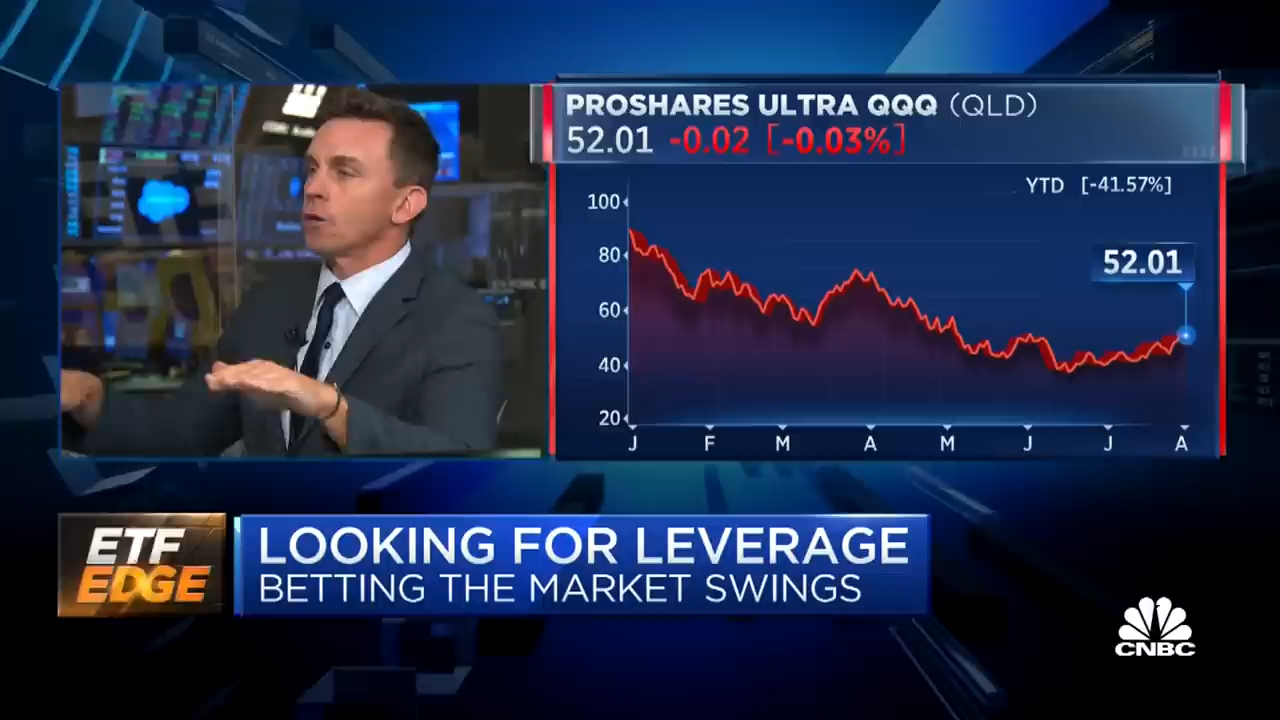 PROSHARES ULTRA QQQ (QLD)
52.01 -0.02 [-0.03%]
YTD [-41.57%]
100
80
60
40
20
52.01
J F M A M J J A
ETF
EDGE
LOOKING FOR LEVERAGE
BETTING THE MARKET SWINGS
CNBC